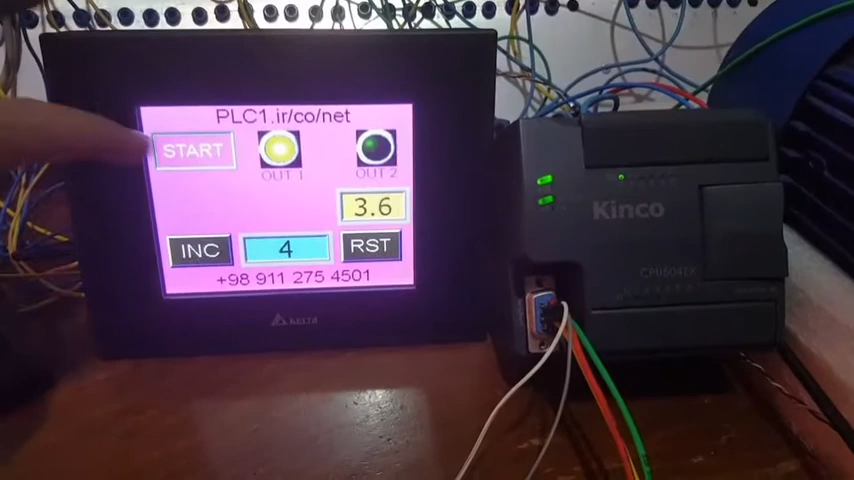 PLC1.ir/co/net
START
OUT 1
OUT 2
3.6
INC
4
RST
+98 911 275 4501
DELTA
Kinco